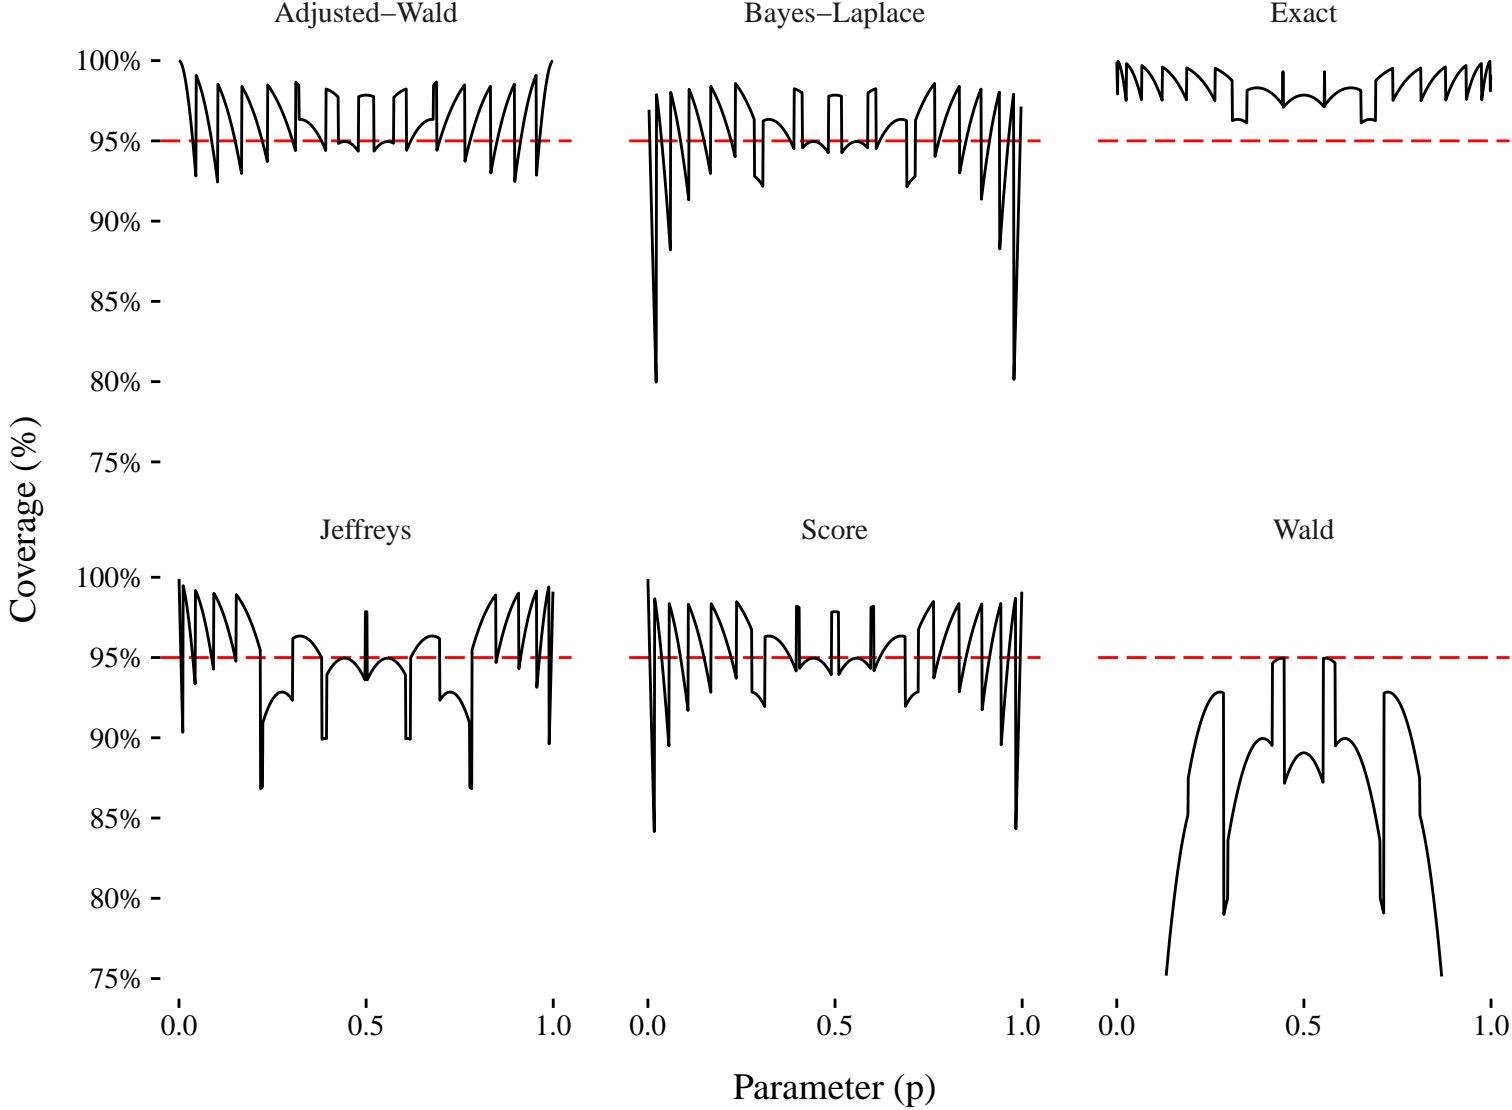 Adjusted−Wald Bayes−Laplace Exact
100%
95%
90%
85%
80%
75%
Coverage (%)
Jeffreys Score Wald
100%
95%
90%
85%
80%
75%
0.0 0.5 1.0 0.0 0.5 1.0 0.0 0.5 1.0
Parameter (p)